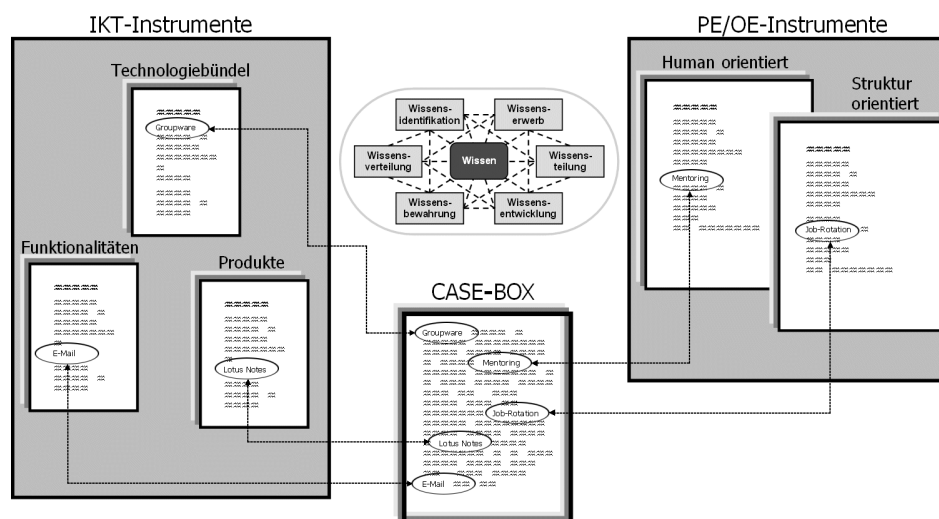 IKT-Instrumente
Technologiebündel
Groupware
Funktionalitäten
E-Mail
Produkte
Lotus Notes
Wissens-
identifikation
Wissens-
erwerb
Wissens-
verteilung
Wissen
Wissens-
teilung
Wissens-
bewahrung
Wissens-
entwicklung
PE/OE-Instrumente
Human orientiert
Mentoring
Struktur
orientiert
Job-Rotation
CASE-BOX
Groupware
Mentoring
Job-Rotation
Lotus Notes
E-Mail